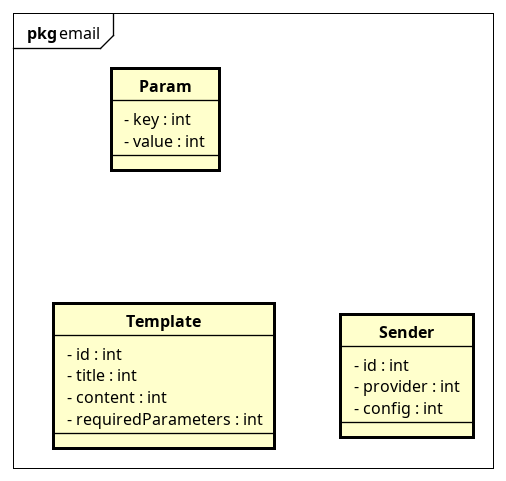 pkg email
Param
- key : int
- value : int
Template
- id : int
- title : int
- content : int
- requiredParameters : int
Sender
- id : int
- provider : int
- config : int